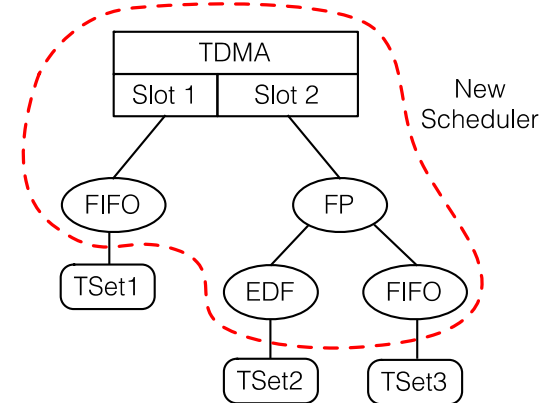 TDMA
Slot 1
Slot 2
New
Scheduler
FIFO
FP
TSet1
EDF
FIFO
TSet2
TSet3